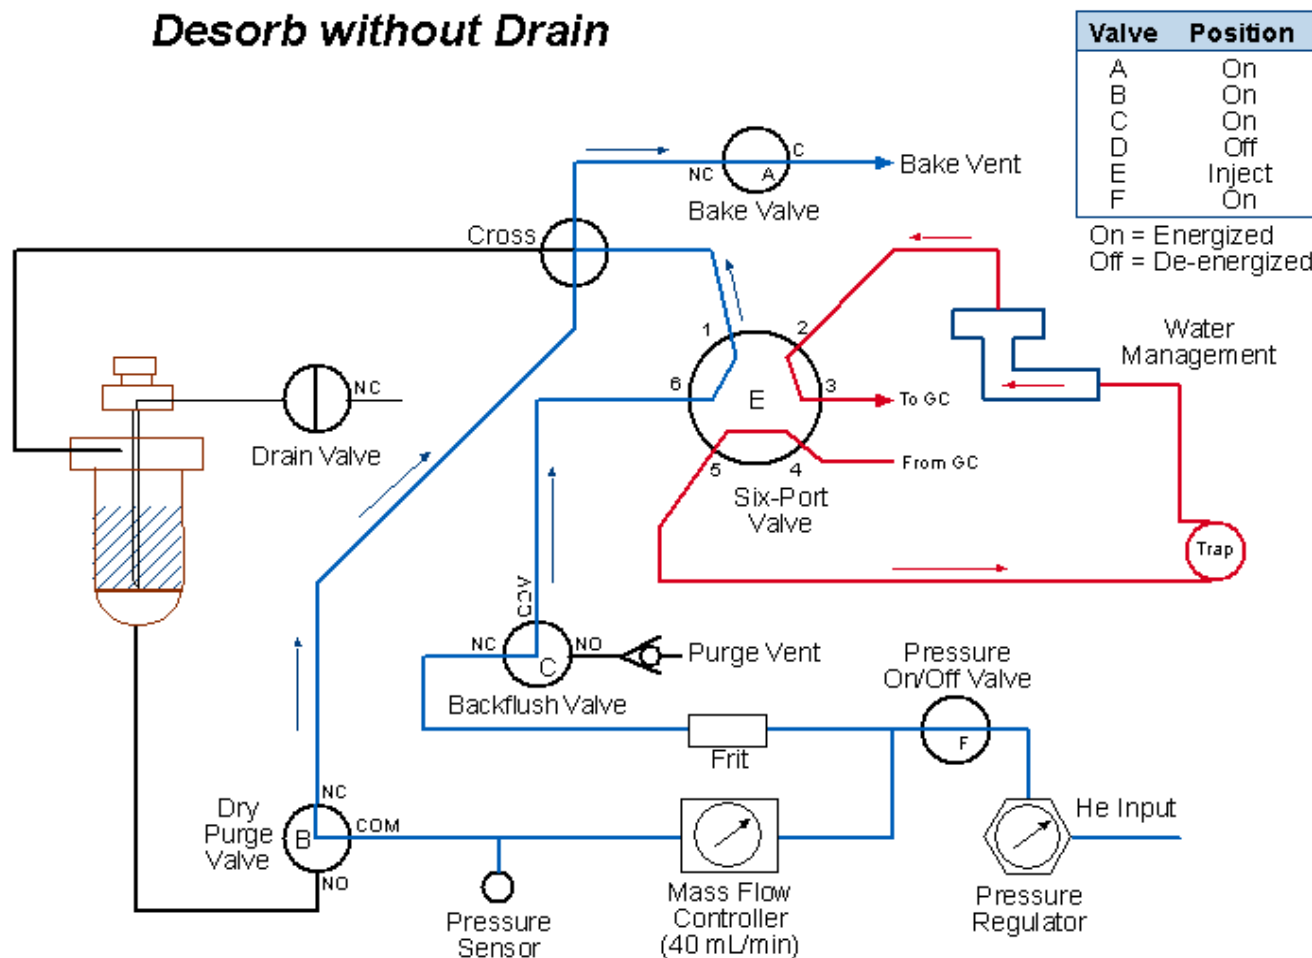 Desorb without Drain
Valve Position
A On
B On
C On
D Off
E Inject
F On
On = Energized
Off = De-energized
C
NC
A
Bake Vent
Bake Valve
Cross
1
2
Water
Management
6
E
3
To GC
NC
Drain Valve
5
4
From GC
Six-Port
Valve
Trap
COM
NC
NO
C
Purge Vent
Backflush Valve
Pressure
On/Off Valve
F
Frit
NC
Dry
Purge
Valve
B
COM
NO
He Input
Pressure
Sensor
Mass Flow
Controller
(40 mL/min)
Pressure
Regulator